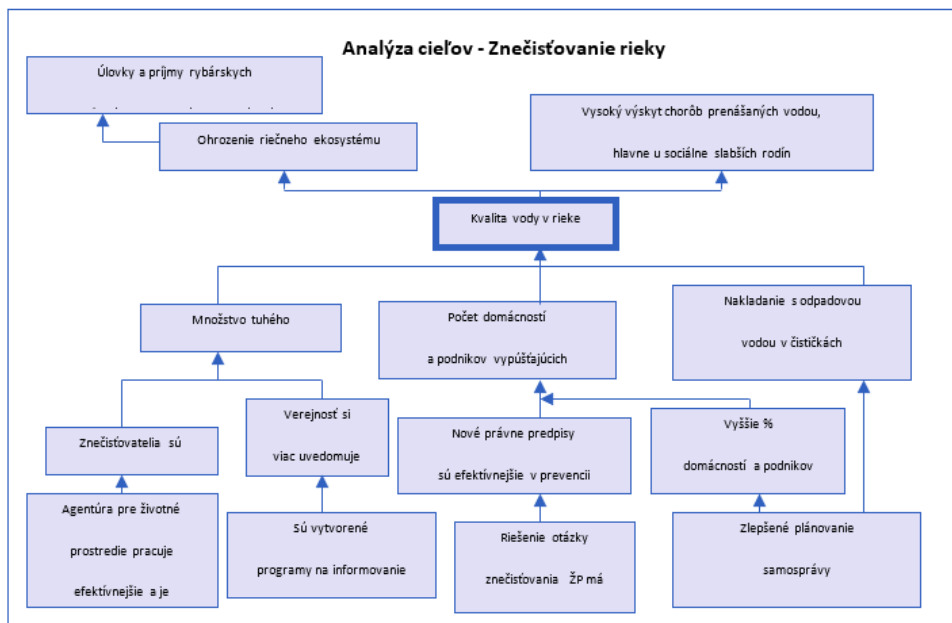 Analýza cieľov - Znečisťovanie rieky
Úlovky a príjmy rybárskych
Ohrozenie riečneho ekosystému
Vysoký výskyt chorôb prenášaných vodou,
hlavne u sociálne slabších rodín
Kvalita vody v rieke
Množstvo tuhého
Počet domácností
a podnikov vypúšťajúcich
Nakladanie s odpadovou
vodou v čističkách
Znečisťovatelia sú
Verejnosť si
viac uvedomuje
Nové právne predpisy
sú efektívnejšie v prevencii
Vyššie %
domácností a podnikov
Agentúra pre životné
prostredie pracuje
efektívnejšie a je
Sú vytvorené
programy na informovanie
Riešenie otázky
znečisťovania ŽP má
Zlepšené plánovanie
samosprávy